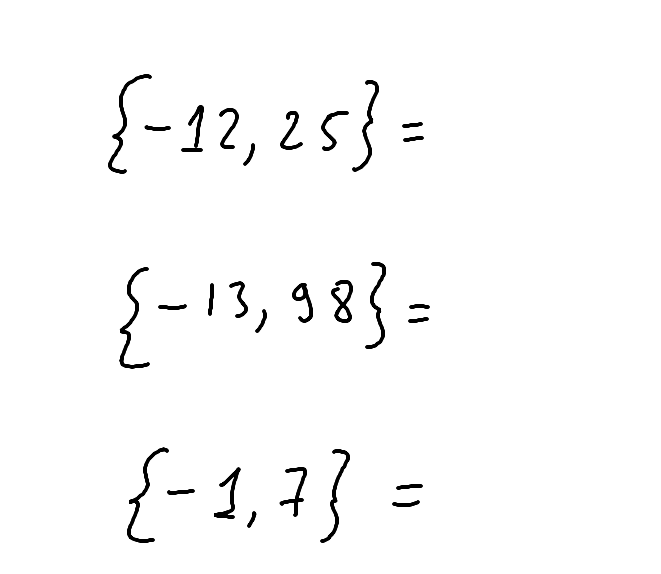 {-12,25}=
{-13,98}=
{-1,7} =